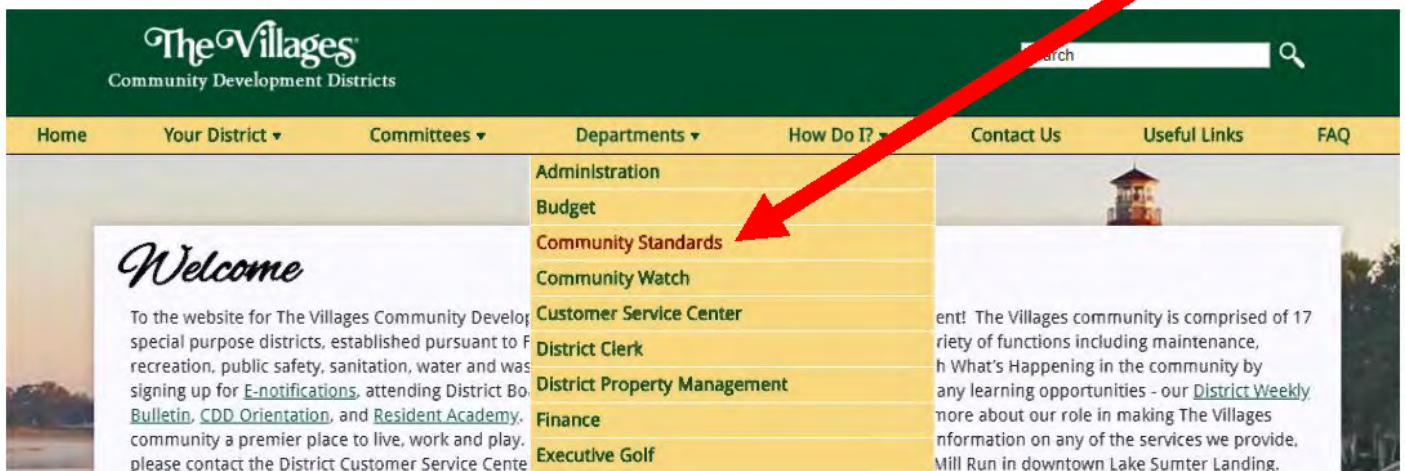 The Villages
Community Development Districts
Home Your District ▾ Committees ▾ Departments ▾ How Do I? ▾ Contact Us Useful Links FAQ
Administration
Budget
Community Standards
Community Watch
Customer Service Center
District Clerk
District Property Management
Finance
Executive Golf
Welcome
To the website for The Villages Community ent! The Villages community is comprised of 17
special purpose districts, established pursuant to riety of functions including maintenance,
recreation, public safety, sanitation, water and h What's Happening in the community by
signing up for E-notifications, attending District any learning opportunities - our District Weekly
Bulletin, CDD Orientation, and Resident Academy. more about our role in making The Villages
community a premier place to live, work and play. nformation on any of the services we provide,
please contact the District Customer Service Mill Run in downtown Lake Sumter Landing.